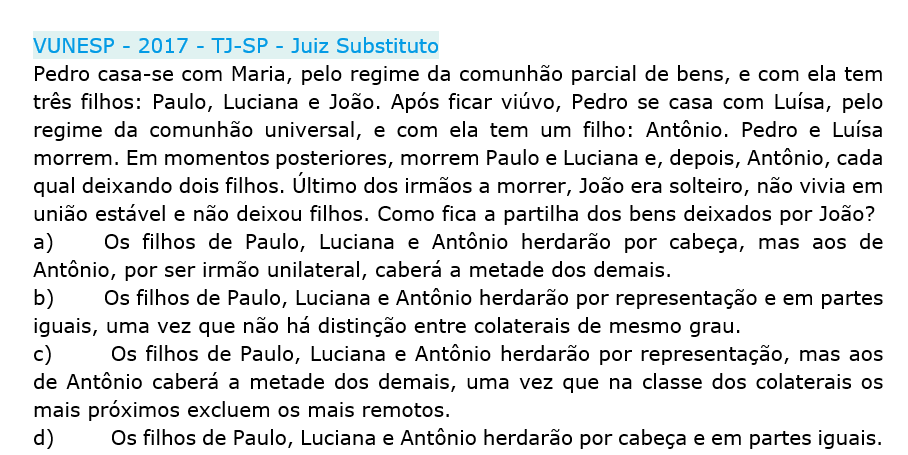 VUNESP - 2017 - TJ-SP - Juiz Substituto
Pedro casa-se com Maria, pelo regime da comunhão parcial de bens, e com ela tem
três filhos: Paulo, Luciana e João. Após ficar viúvo, Pedro se casa com Luísa, pelo
regime da comunhão universal, e com ela tem um filho: Antônio. Pedro e Luísa
morrem. Em momentos posteriores, morrem Paulo e Luciana e, depois, Antônio, cada
qual deixando dois filhos. Último dos irmãos a morrer, João era solteiro, não vivia em
união estável e não deixou filhos. Como fica a partilha dos bens deixados por João?
a) Os filhos de Paulo, Luciana e Antônio herdarão por cabeça, mas aos de
Antônio, por ser irmão unilateral, caberá a metade dos demais.
b) Os filhos de Paulo, Luciana e Antônio herdarão por representação e em partes
iguais, uma vez que não há distinção entre colaterais de mesmo grau.
c) Os filhos de Paulo, Luciana e Antônio herdarão por representação, mas aos
de Antônio caberá a metade dos demais, uma vez que na classe dos colaterais os
mais próximos excluem os mais remotos.
d) Os filhos de Paulo, Luciana e Antônio herdarão por cabeça e em partes iguais.